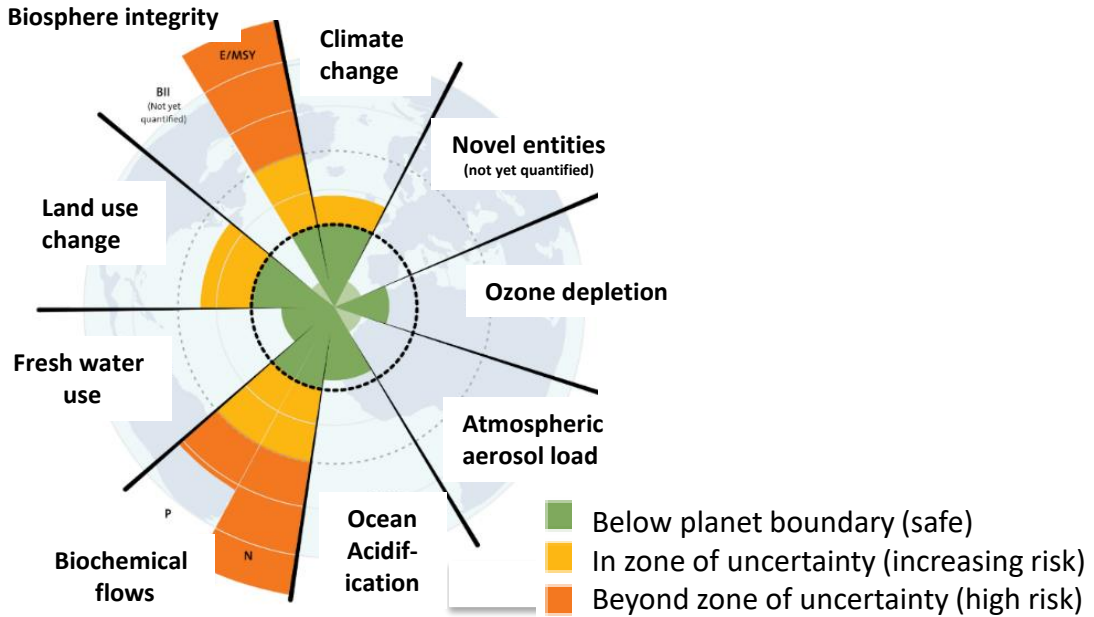 Biosphere integrity
E/MSY
Climate
change
BII
(Not yet
quantified)
Novel entities
(not yet quantified)
Land use
change
Ozone depletion
Fresh water
use
Atmospheric
aerosol load
P
Biochemical
flows
N
Ocean
Acidif-
ication
Below planet boundary (safe)
In zone of uncertainty (increasing risk)
Beyond zone of uncertainty (high risk)